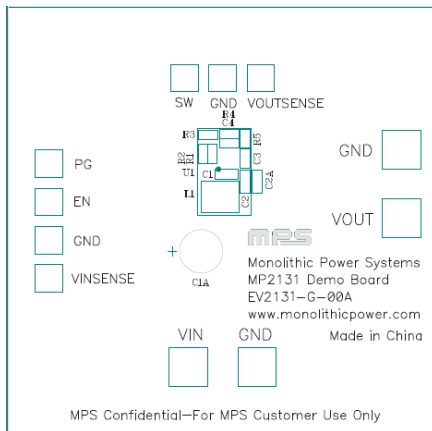 SW GND VOUTSENSE
R4
C4
R3
R5
R2
R1
C3
U1
C1
L1
C2
C2A
PG
EN
GND
VINSENSE
GND
VOUT
C1A
mps
Monolithic Power Systems
MP2131 Demo Board
EV2131-G-00A
www.monolithicpower.com
Made in China
VIN GND
MPS Confidential-For MPS Customer Use Only